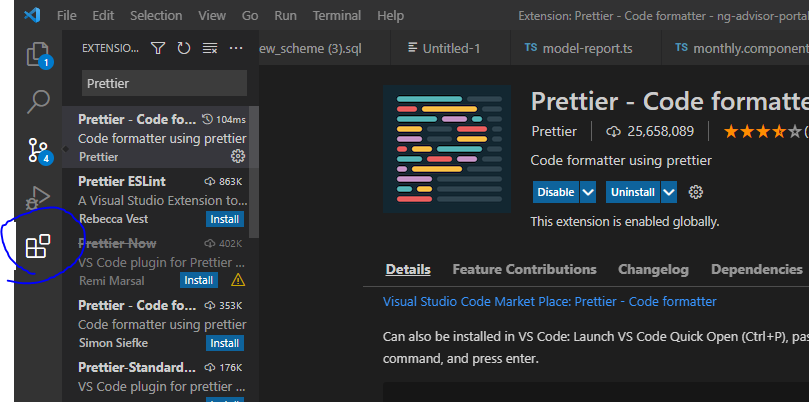 File Edit Selection View Go Run Terminal Help Extension: Prettier - Code formatter - ng-advisor-portal
EXTENSIO...
ew_scheme (3).sql Untitled-1 TS model-report.ts TS monthly.component
1
Prettier
4
Prettier - Code fo... 104ms
Code formatter using prettier
Prettier
Prettier ESLint 863K
A Visual Studio Extension to...
Rebecca Vest Install
Prettier Now 402K
VS Code plugin for Prettier ...
Remi Marsal Install
Prettier - Code fo... 353K
Code formatter using prettier
Simon Siefke Install
Prettier-Standard... 176K
VS Code plugin for prettier ...
Prettier - Code formatte
Prettier 25,658,089 (
Code formatter using prettier
Disable Uninstall
This extension is enabled globally.
Details Feature Contributions Changelog Dependencies
Visual Studio Code Market Place: Prettier - Code formatter
Can also be installed in VS Code: Launch VS Code Quick Open (Ctrl+P), pas
command, and press enter.